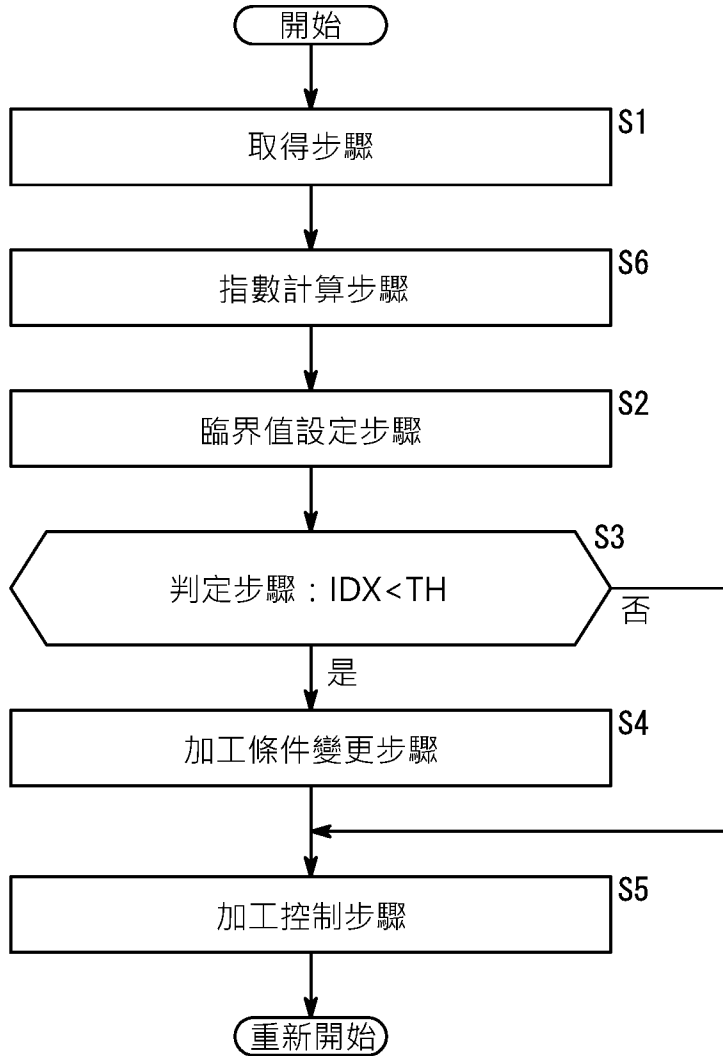 開始
S1
取得步驟
S6
指數計算步驟
S2
臨界值設定步驟
S3
判定步驟：IDX<TH
否
是
S4
加工條件變更步驟
S5
加工控制步驟
重新開始